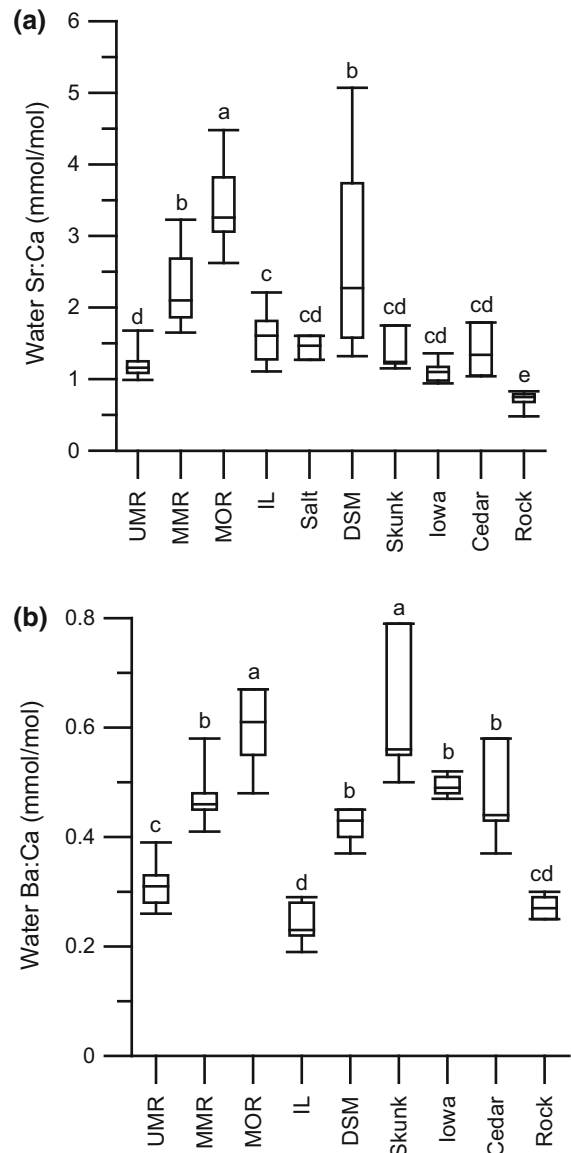 (a)
Water Sr:Ca (mmol/mol)
6
5
4
3
2
1
0
d
b
a
c
cd
b
cd
cd
cd
e
UMR
MMR
MOR
IL
Salt
DSM
Skunk
Iowa
Cedar
Rock
(b)
Water Ba:Ca (mmol/mol)
0.8
0.6
0.4
0.2
0
c
b
a
d
b
a
b
b
cd
UMR
MMR
MOR
IL
DSM
Skunk
Iowa
Cedar
Rock